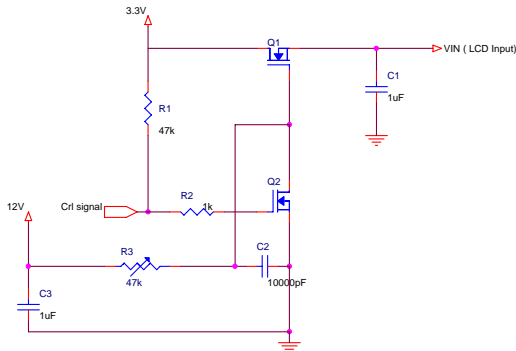 3.3V
Q1
VIN ( LCD Input)
C1
1uF
R1
47k
Q2
R2
1k
12V
Crl signal
R3
47k
C2
10000pF
C3
1uF